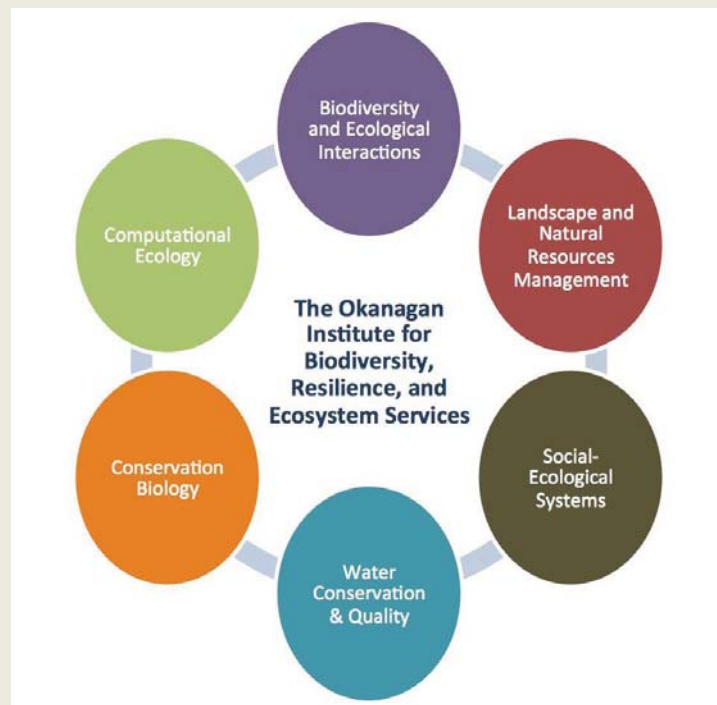 Biodiversity
and Ecological
Interactions
Landscape and
Natural
Resources
Management
Computational
Ecology
The Okanagan
Institute for
Biodiversity,
Resilience, and
Ecosystem Services
Social-
Ecological
Systems
Conservation
Biology
Water
Conservation
& Quality